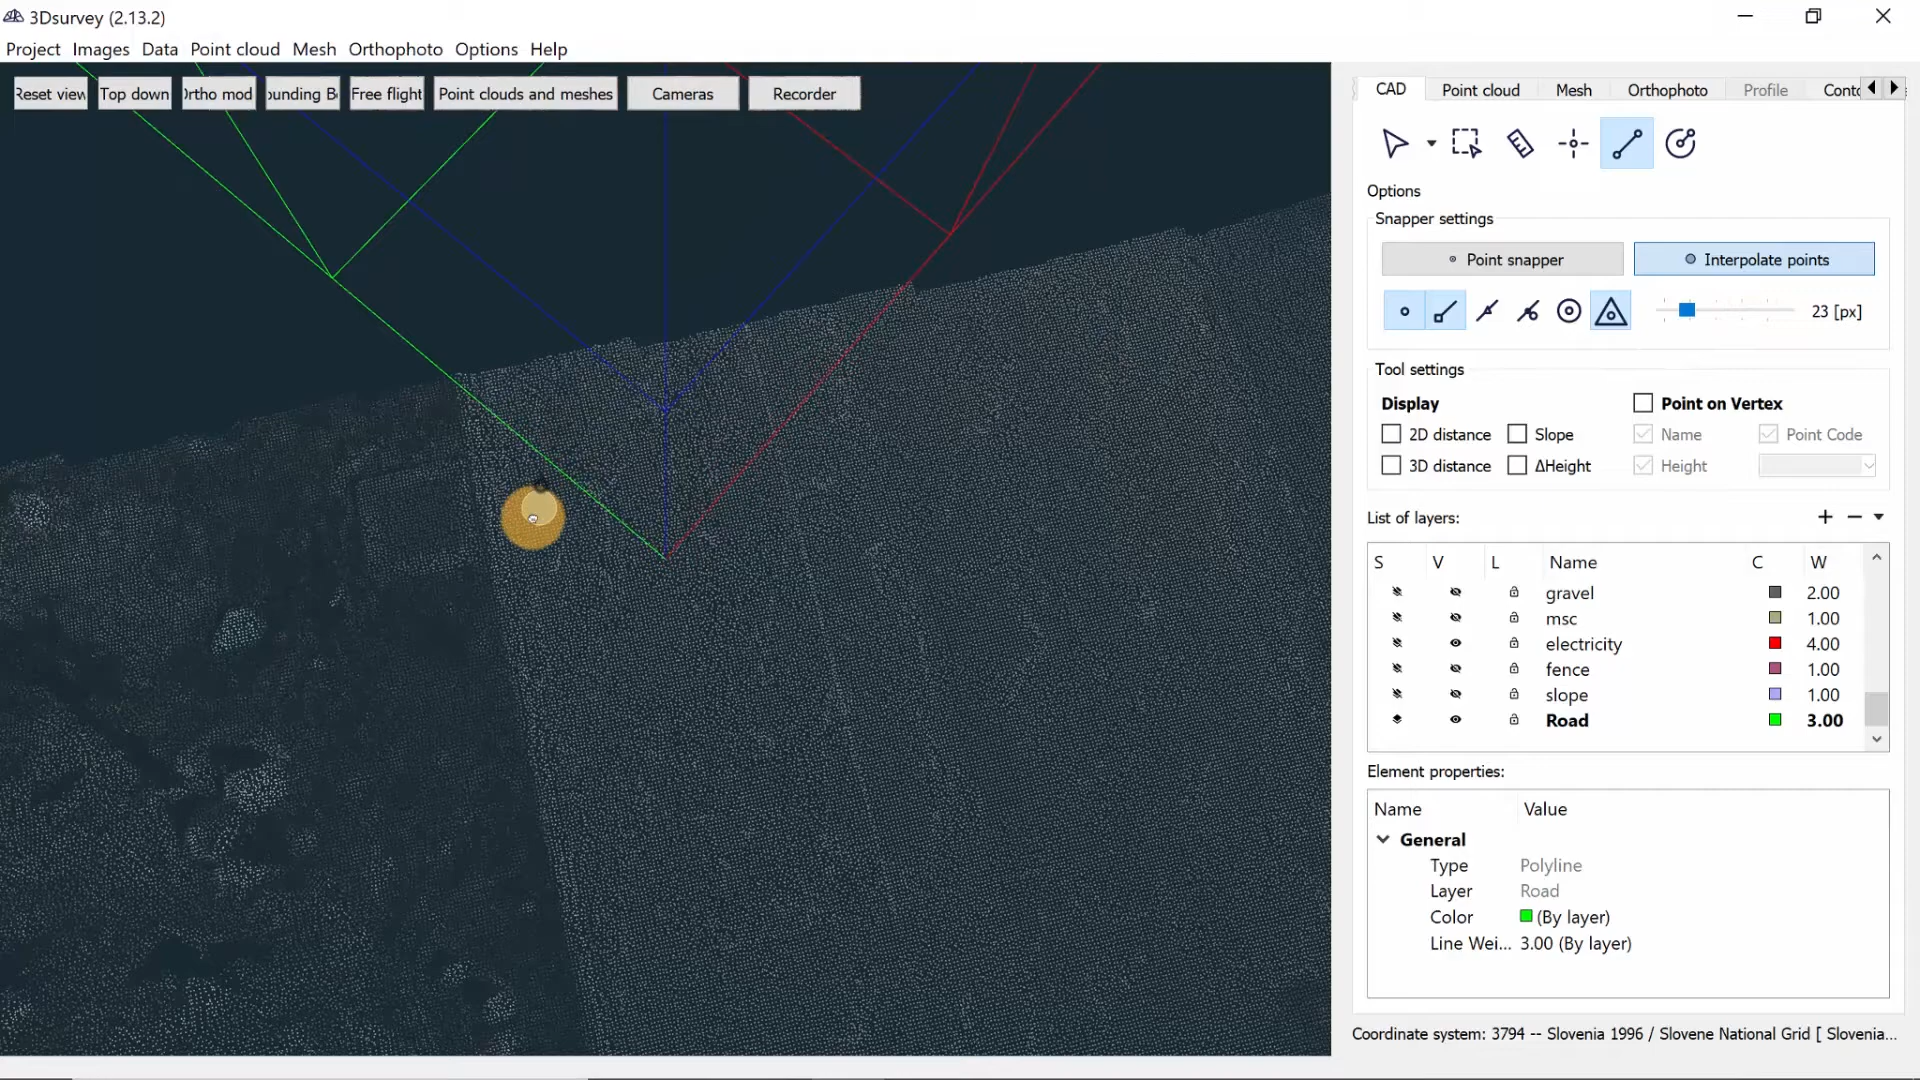 3Dsurvey (2.13.2)
Project Images Data Point cloud Mesh Orthophoto Options Help
Reset view Top down Ortho mod ounding B Free flight Point clouds and meshes Cameras Recorder
CAD Point cloud Mesh Orthophoto Profile Conto
Options
Snapper settings
Point snapper Interpolate points
23 [px]
Tool settings
Display Point on Vertex
2D distance Slope Name Point Code
3D distance ΔHeight Height
List of layers:
S V L Name C W
gravel 2.00
msc 1.00
electricity 4.00
fence 1.00
slope 1.00
Road 3.00
Element properties:
Name Value
General
Type Polyline
Layer Road
Color (By layer)
Line Wei... 3.00 (By layer)
Coordinate system: 3794 -- Slovenia 1996 / Slovene National Grid [ Slovenia...